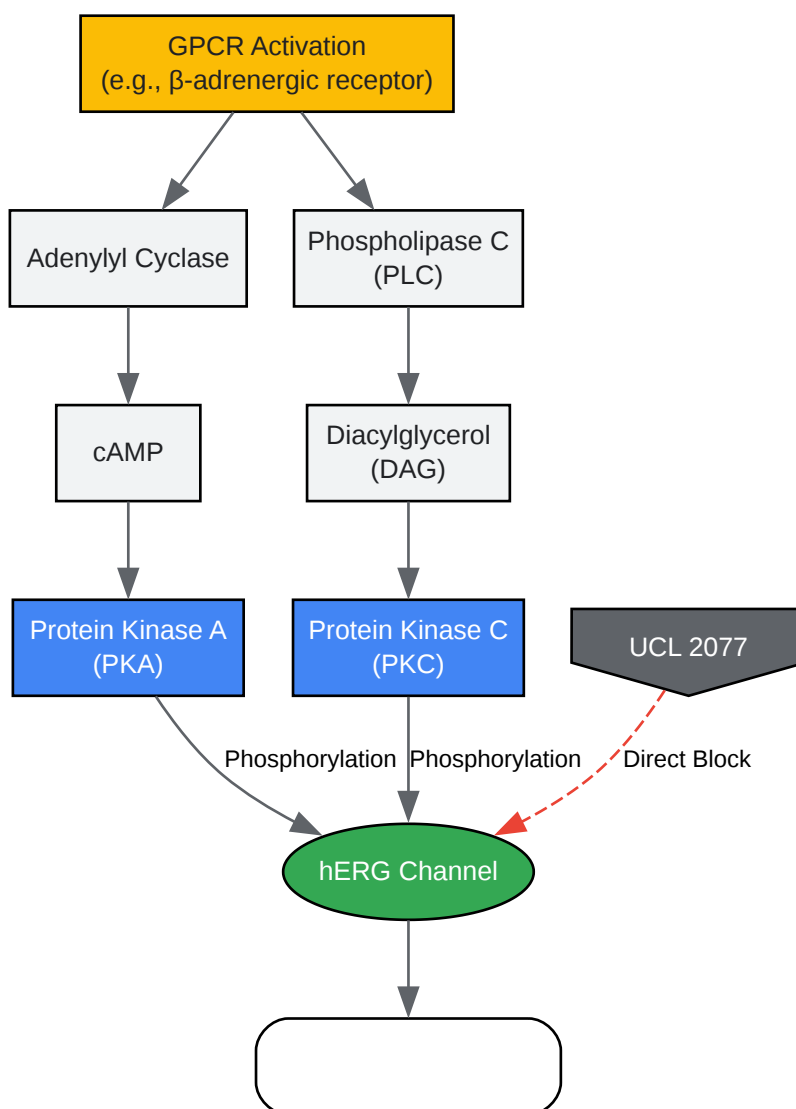 GPCR Activation
(e.g., β-adrenergic receptor)
Adenylyl Cyclase
Phospholipase C
(PLC)
cAMP
Diacylglycerol
(DAG)
Protein Kinase A
(PKA)
Protein Kinase C
(PKC)
UCL 2077
Phosphorylation
Phosphorylation
Direct Block
hERG Channel